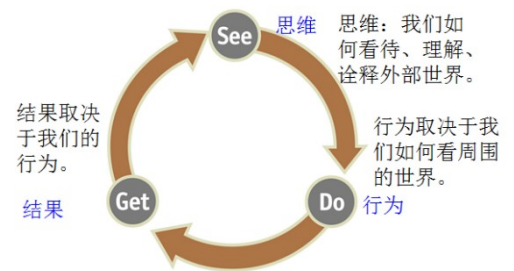 See
思维
思维：我们如
何看待、理解、
诠释外部世界。
行为取决于我
们如何看周围
的世界。
Do
行为
Get
结果
结果取决
于我们的
行为。